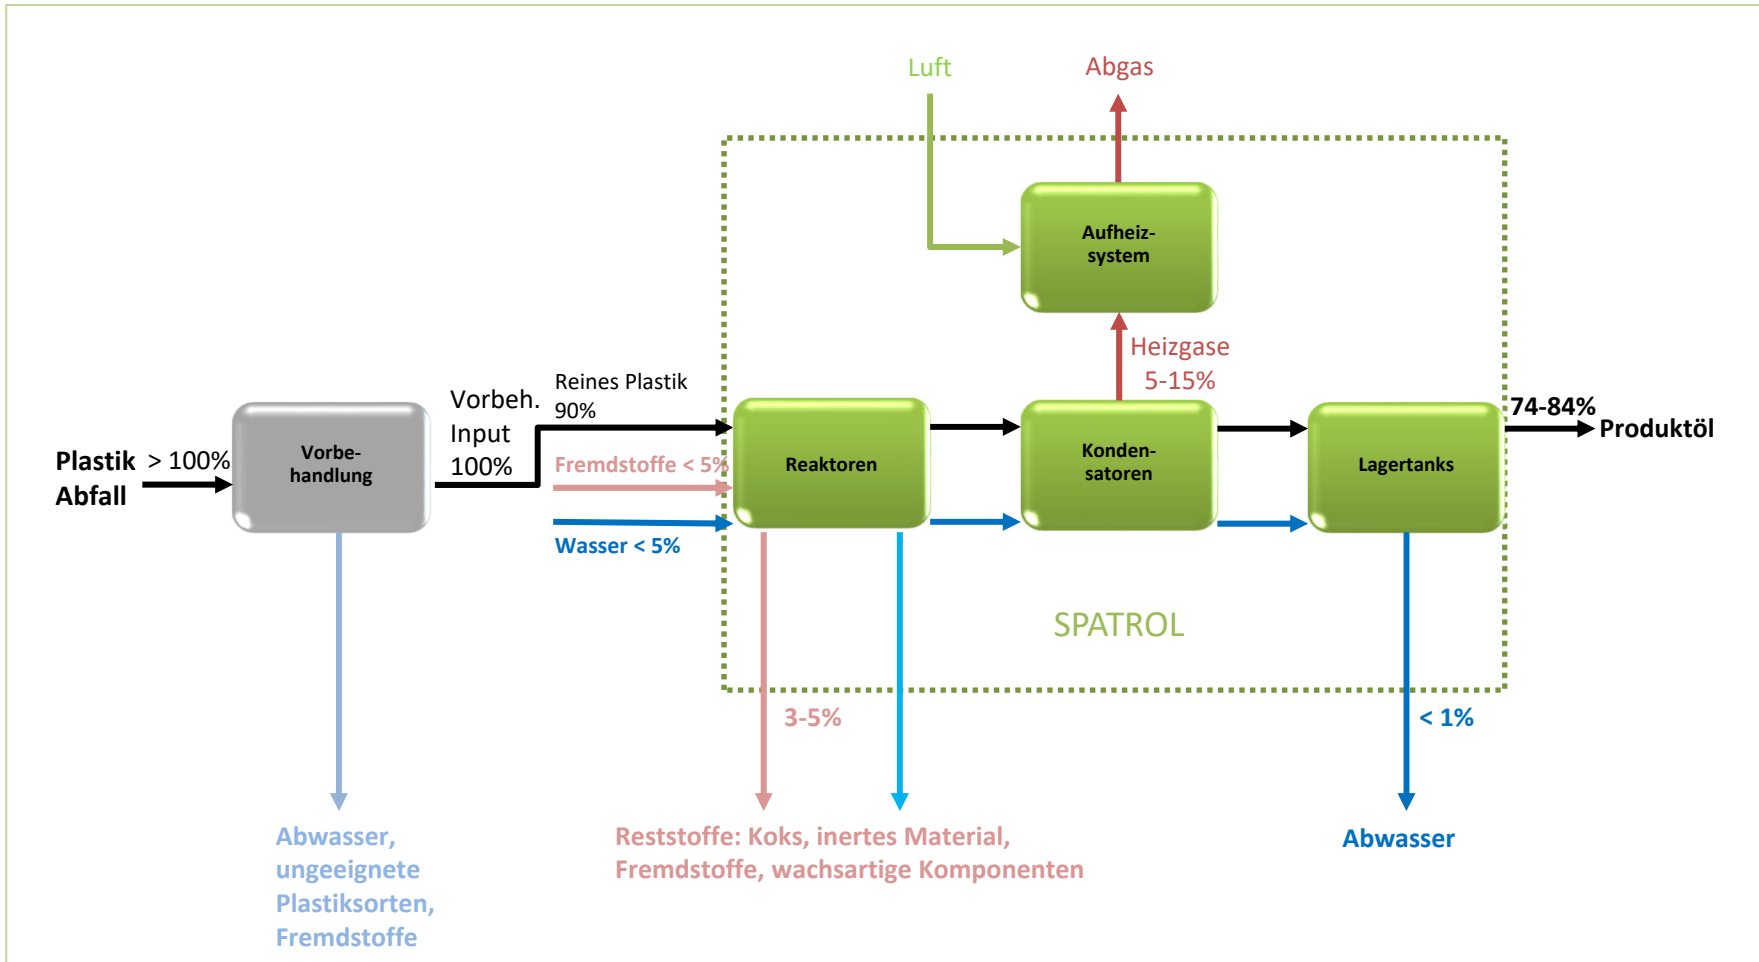 Luft
Abgas
Aufheiz-
system
Heizgase
5-15%
Reines Plastik
90%
Vorbeh.
Input
100%
Plastik
Abfall
> 100%
Vorbe-
handlung
Fremdstoffe < 5%
Wasser < 5%
Reaktoren
Konden-
satoren
Lagertanks
74-84%
Produktöl
SPATROL
3-5%
< 1%
Abwasser,
ungeeignete
Plastiksorten,
Fremdstoffe
Reststoffe: Koks, inertes Material,
Fremdstoffe, wachsartige Komponenten
Abwasser